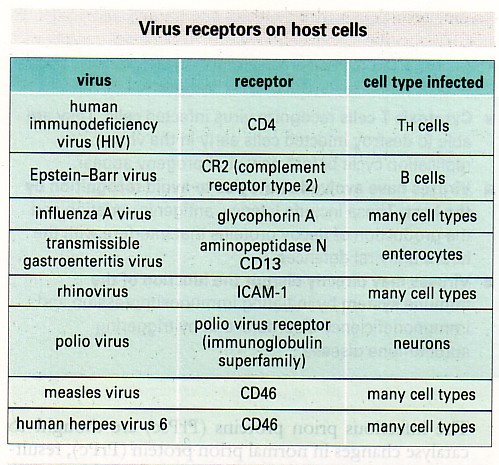 Virus receptors on host cells
virus receptor cell type infected
human
immunodeficiency
virus (HIV) CD4 TH cells
Epstein–Barr virus CR2 (complement
receptor type 2) B cells
influenza A virus glycophorin A many cell types
transmissible
gastroenteritis virus aminopeptidase N
CD13 enterocytes
rhinovirus ICAM-1 many cell types
polio virus polio virus receptor
(immunoglobulin
superfamily) neurons
measles virus CD46 many cell types
human herpes virus 6 CD46 many cell types